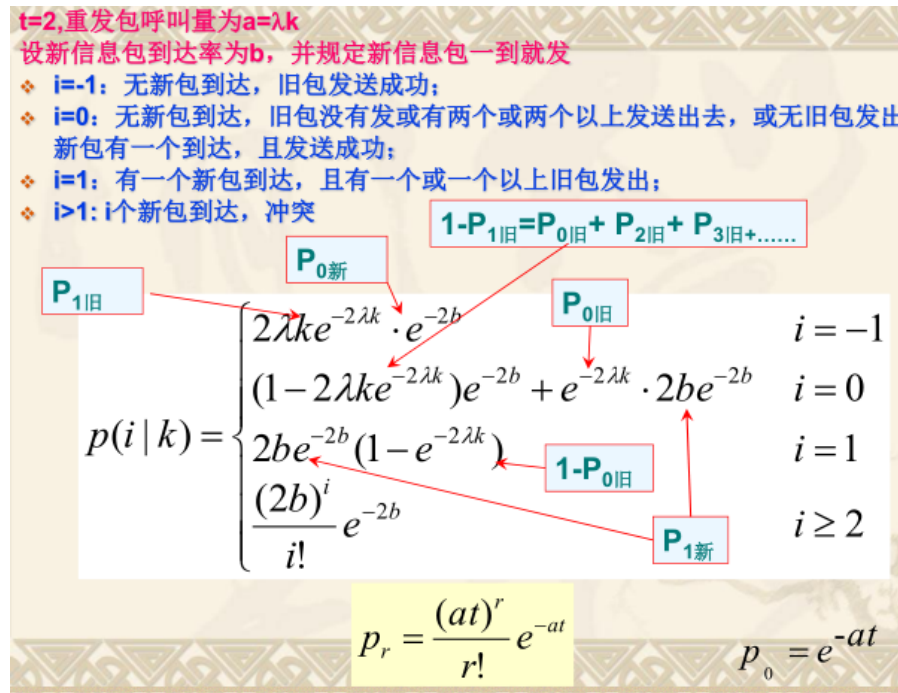 t=2,重发包呼叫量为a=λk
设新信息包到达率为b，并规定新信息包一到就发
❖ i=-1：无新包到达，旧包发送成功；
❖ i=0：无新包到达，旧包没有发或有两个或两个以上发送出去，或无旧包发出
新包有一个到达，且发送成功；
❖ i=1：有一个新包到达，且有一个或一个以上旧包发出；
❖ i>1: i个新包到达，冲突
1-P1旧=P0旧+ P2旧+ P3旧+……
P0新
P1旧
P0旧
p(i | k) = {
2λke^{-2λk} · e^{-2b} i = −1
(1 − 2λke^{-2λk})e^{-2b} + e^{-2λk} · 2be^{-2b} i = 0
2be^{-2b}(1 − e^{-2λk}) i = 1
1-P0旧
(2b)^i / i! e^{-2b} i ≥ 2
P1新
p_r = (at)^r / r! e^{-at}
p_0 = e^{-at}